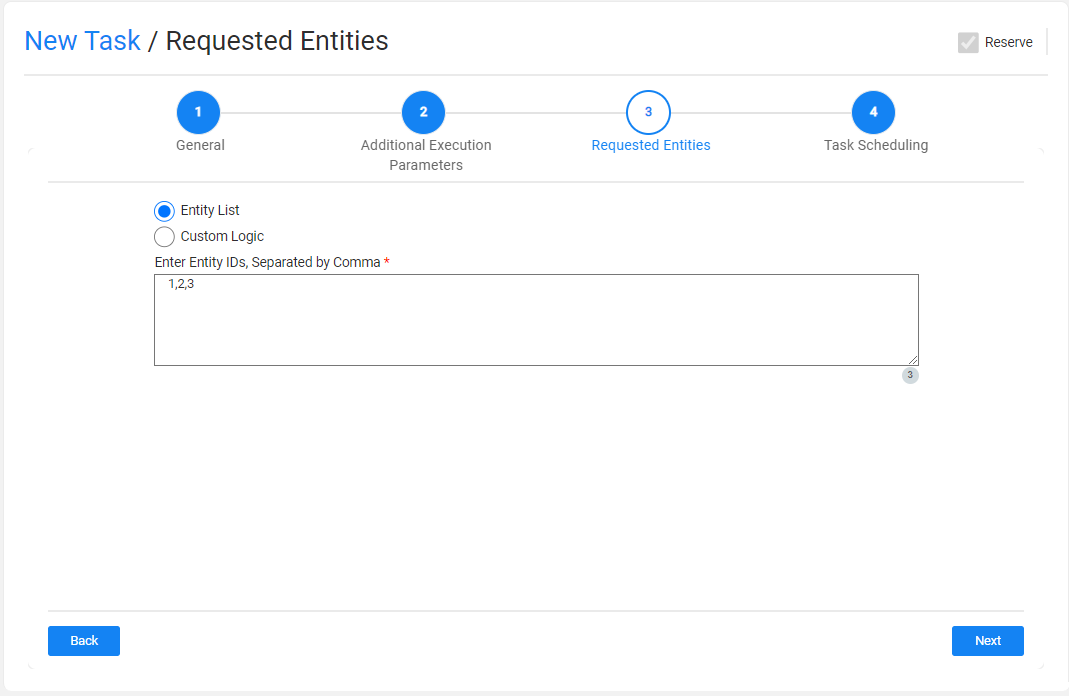 New Task / Requested Entities
Reserve
1
2
3
4
General
Additional Execution
Parameters
Requested Entities
Task Scheduling
Entity List
Custom Logic
Enter Entity IDs, Separated by Comma *
1,2,3
3
Back
Next